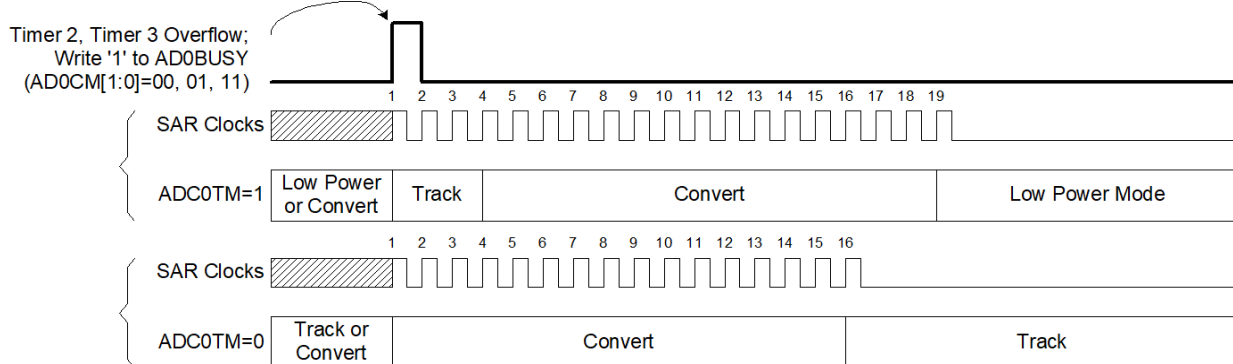 Timer 2, Timer 3 Overflow;
Write '1' to AD0BUSY
(AD0CM[1:0]=00, 01, 11)
1 2 3 4 5 6 7 8 9 10 11 12 13 14 15 16 17 18 19
SAR Clocks
ADC0TM=1
Low Power
or Convert
Track
Convert
Low Power Mode
1 2 3 4 5 6 7 8 9 10 11 12 13 14 15 16
SAR Clocks
ADC0TM=0
Track or
Convert
Convert
Track